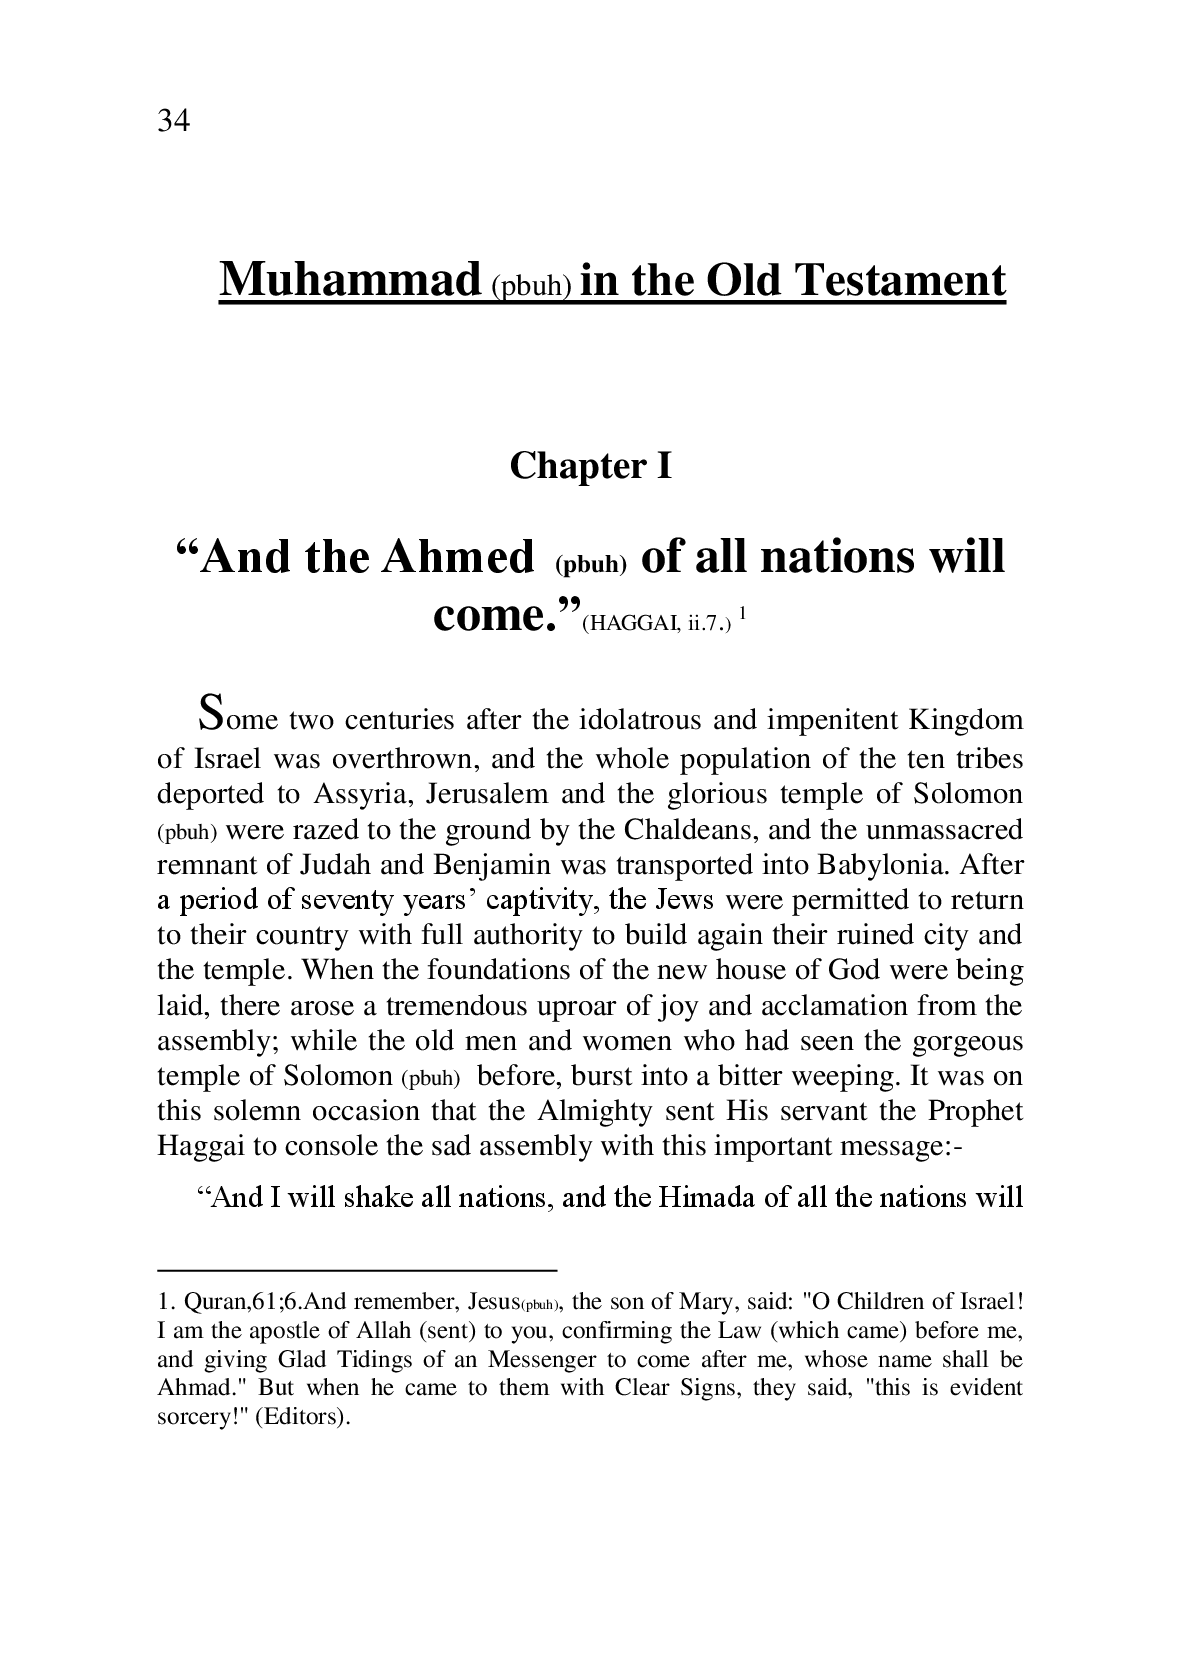 34
Muhammad (pbuh) in the Old Testament
Chapter I
“And the Ahmed (pbuh) of all nations will
come.”(HAGGAI, ii.7.) 1
Some two centuries after the idolatrous and impenitent Kingdom
of Israel was overthrown, and the whole population of the ten tribes
deported to Assyria, Jerusalem and the glorious temple of Solomon
(pbuh) were razed to the ground by the Chaldeans, and the unmassacred
remnant of Judah and Benjamin was transported into Babylonia. After
a period of seventy years’ captivity, the Jews were permitted to return
to their country with full authority to build again their ruined city and
the temple. When the foundations of the new house of God were being
laid, there arose a tremendous uproar of joy and acclamation from the
assembly; while the old men and women who had seen the gorgeous
temple of Solomon (pbuh) before, burst into a bitter weeping. It was on
this solemn occasion that the Almighty sent His servant the Prophet
Haggai to console the sad assembly with this important message:-
“And I will shake all nations, and the Himada of all the nations will
1. Quran,61;6.And remember, Jesus(pbuh), the son of Mary, said: "O Children of Israel!
I am the apostle of Allah (sent) to you, confirming the Law (which came) before me,
and giving Glad Tidings of an Messenger to come after me, whose name shall be
Ahmad." But when he came to them with Clear Signs, they said, "this is evident
sorcery!" (Editors).